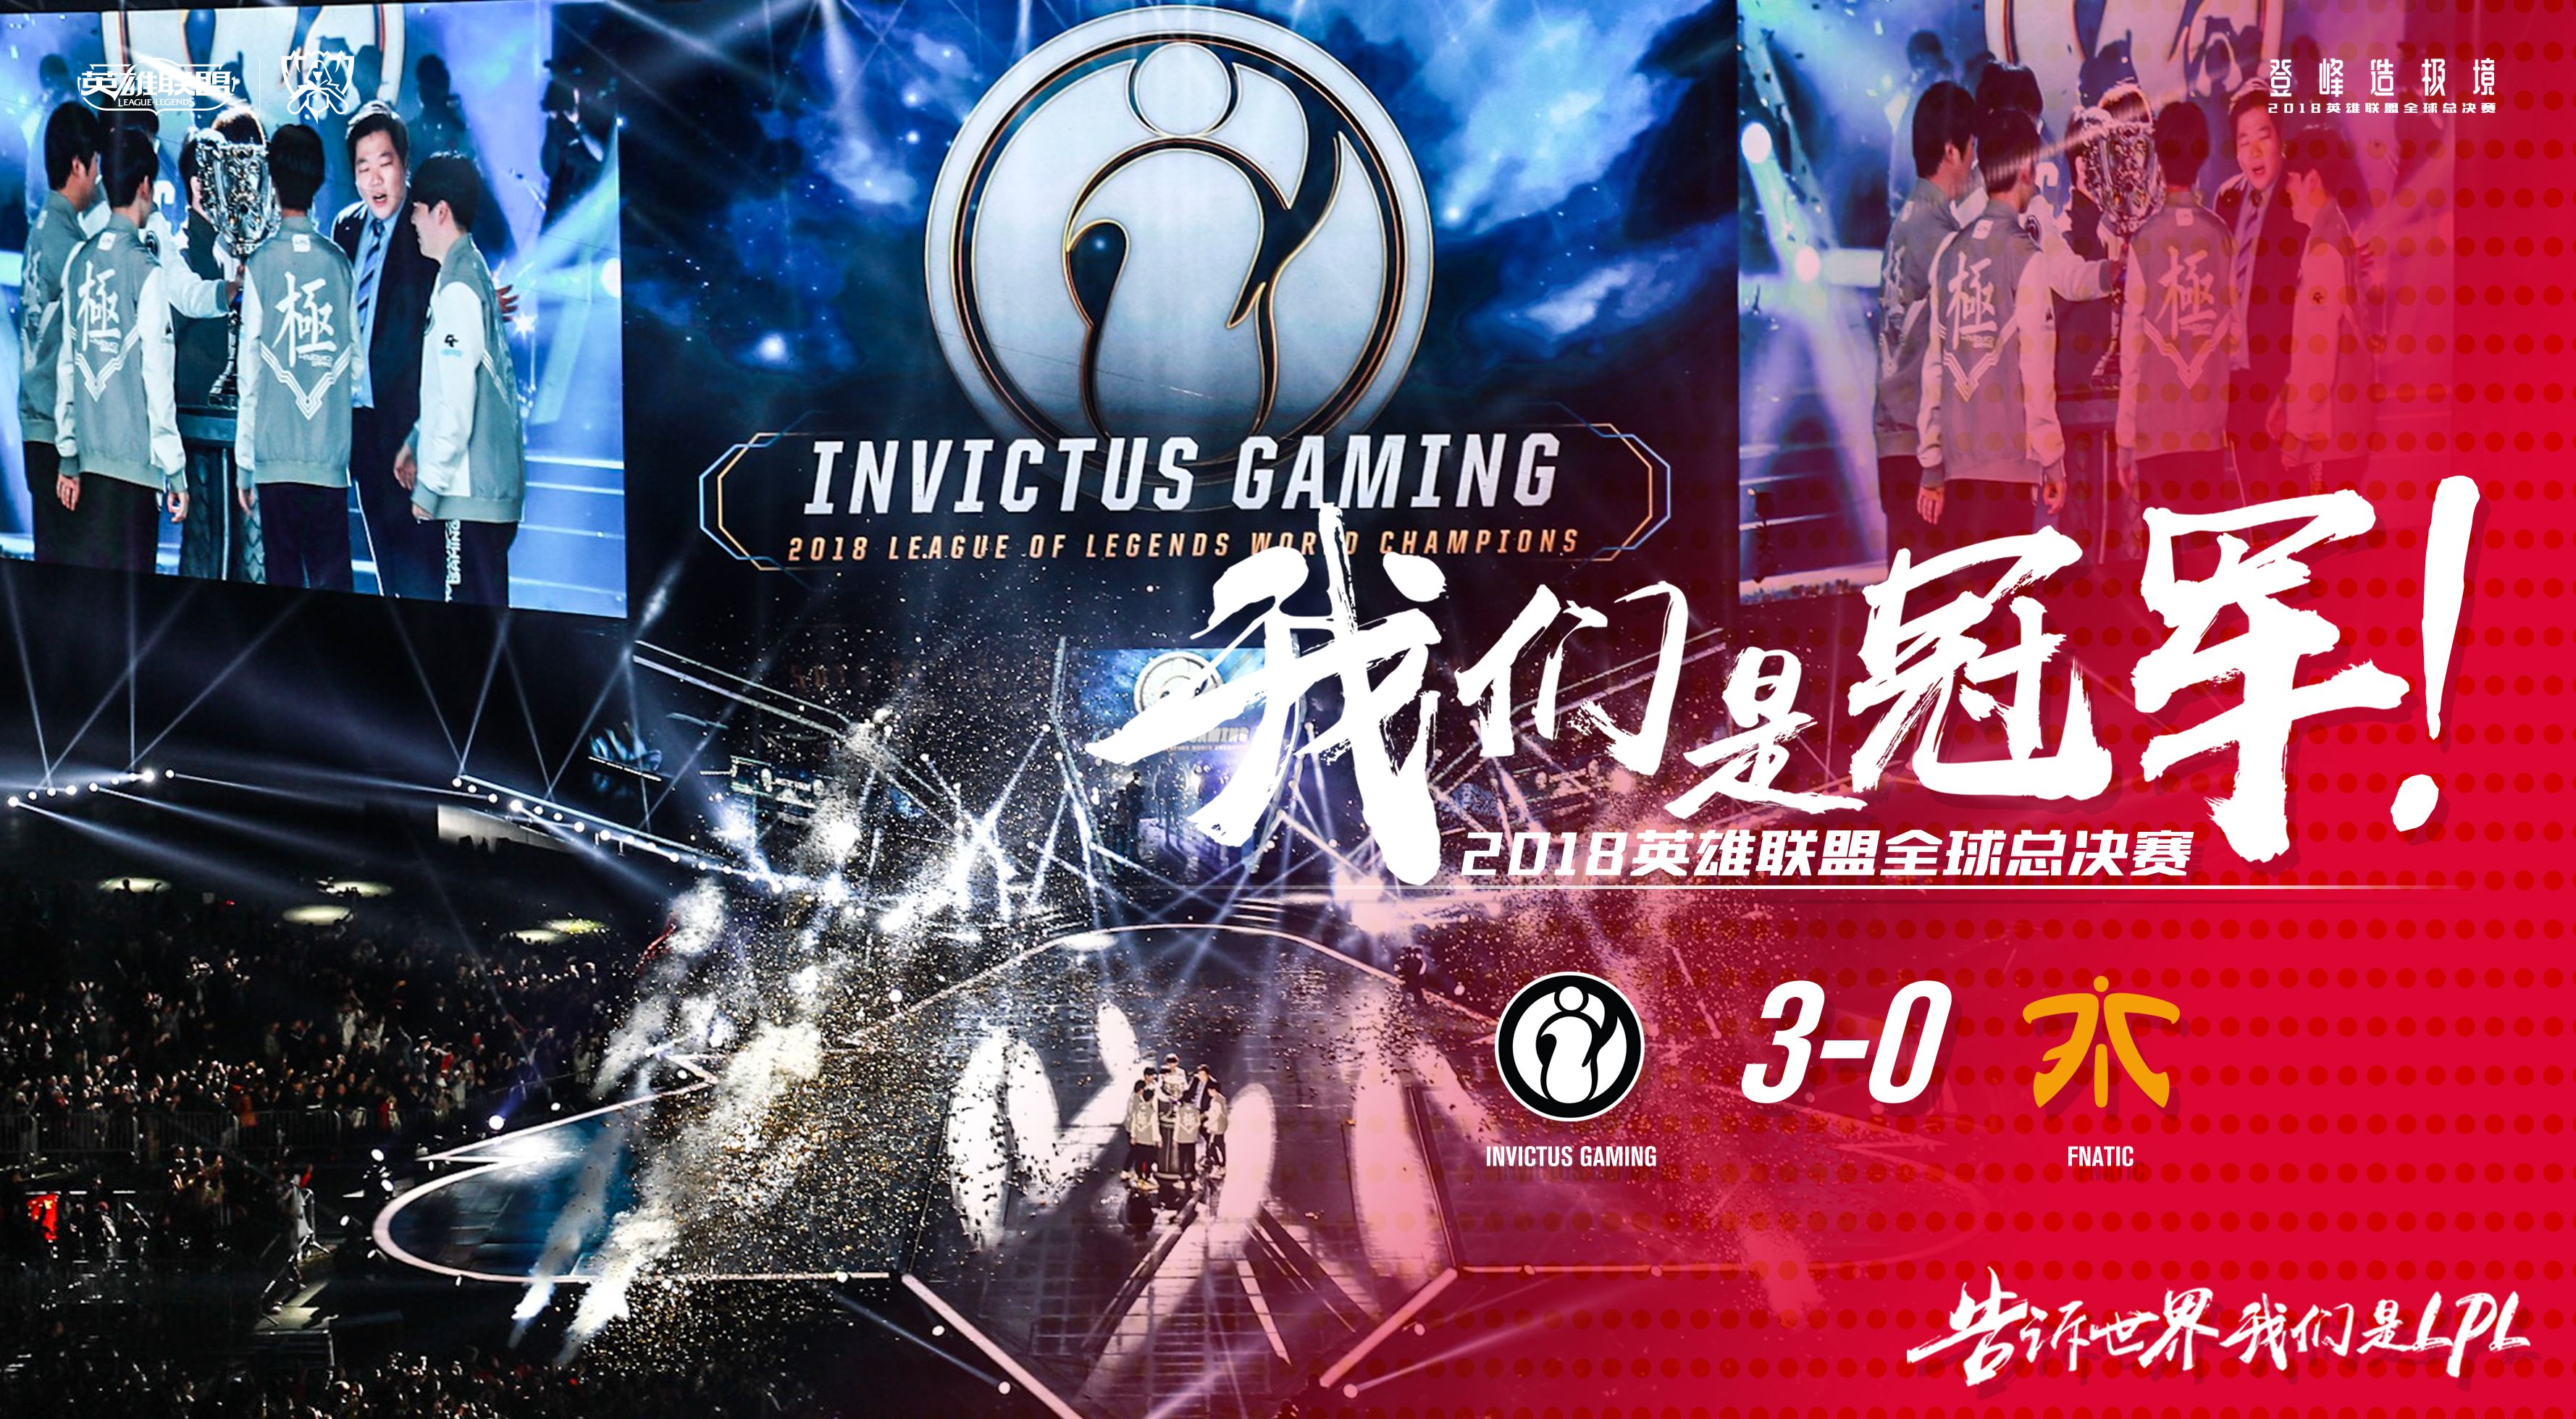 英雄联盟
LEAGUE OF LEGENDS
登峰造极境
2018英雄联盟全球总决赛
極
極
極
極
INVICTUS GAMING
2018 LEAGUE OF LEGENDS WORLD CHAMPIONS
我们是冠军!
2018英雄联盟全球总决赛
3-0
INVICTUS GAMING
FNATIC
告诉世界 我们是LPL